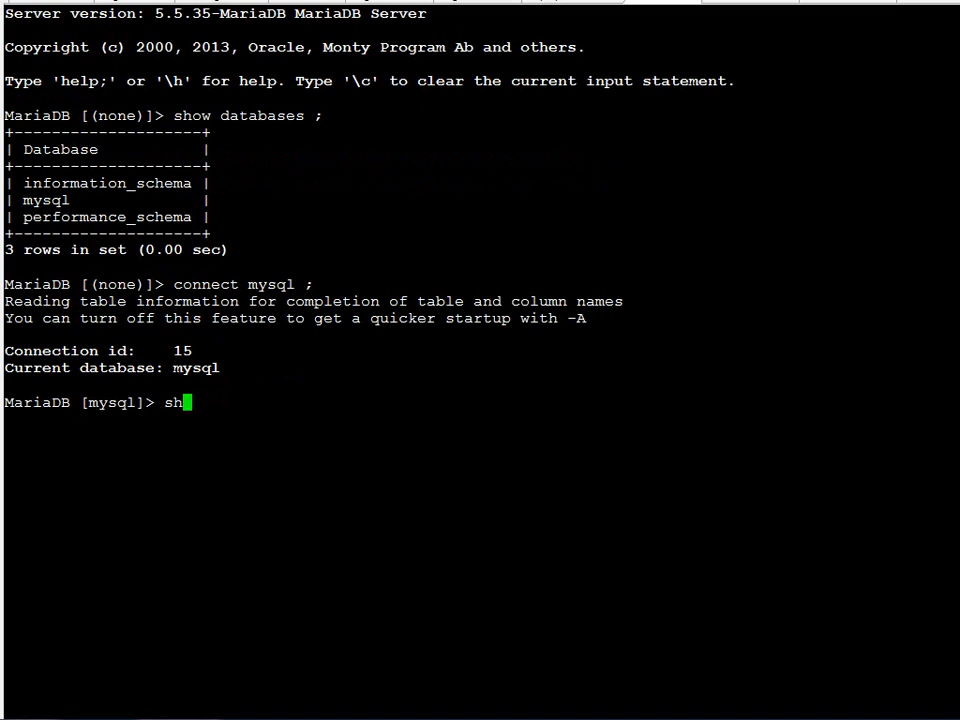 Server version: 5.5.35-MariaDB MariaDB Server
Copyright (c) 2000, 2013, Oracle, Monty Program Ab and others.
Type 'help;' or '\h' for help. Type '\c' to clear the current input statement.
MariaDB [(none)]> show databases ;
+--------------------+
| Database           |
+--------------------+
| information_schema |
| mysql              |
| performance_schema |
+--------------------+
3 rows in set (0.00 sec)
MariaDB [(none)]> connect mysql ;
Reading table information for completion of table and column names
You can turn off this feature to get a quicker startup with -A
Connection id:    15
Current database: mysql
MariaDB [mysql]> sh